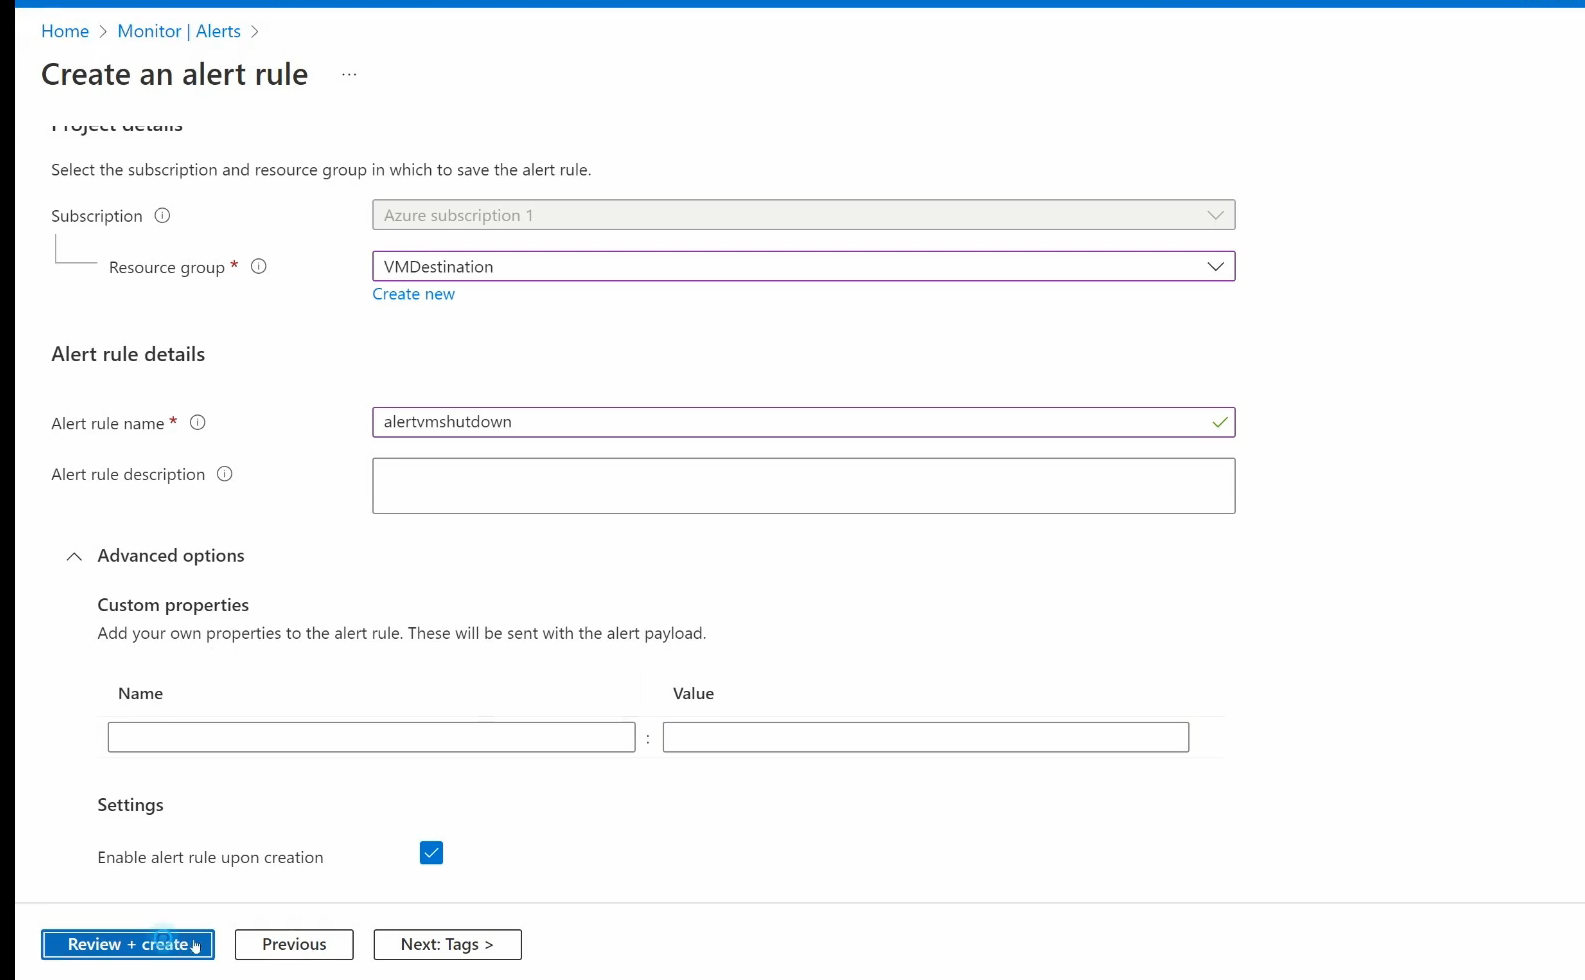 Home > Monitor | Alerts >
Create an alert rule ...
Project details
Select the subscription and resource group in which to save the alert rule.
Subscription
Azure subscription 1
Resource group *
VMDestination
Create new
Alert rule details
Alert rule name *
alertvmshutdown
Alert rule description
Advanced options
Custom properties
Add your own properties to the alert rule. These will be sent with the alert payload.
Name Value
:
Settings
Enable alert rule upon creation
Review + create Previous Next: Tags >